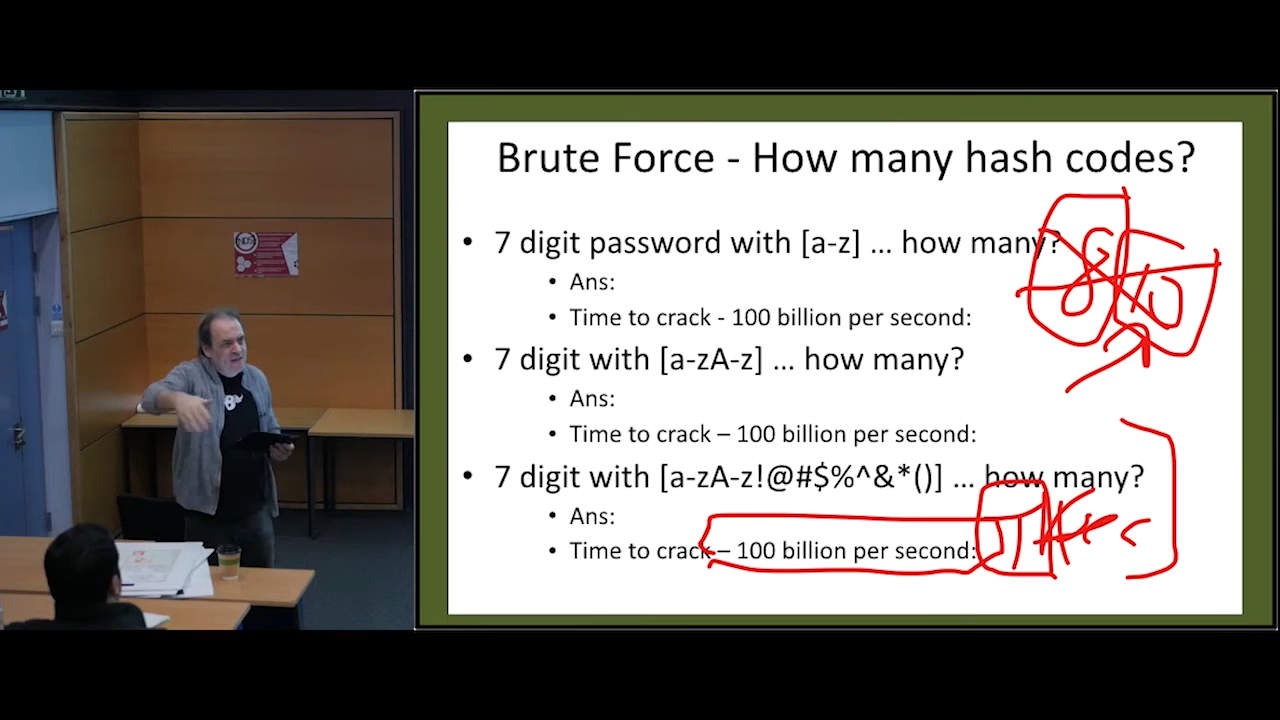 Brute Force - How many hash codes?
• 7 digit password with [a-z] ... how many?
• Ans:
• Time to crack - 100 billion per second:
• 7 digit with [a-zA-z] ... how many?
• Ans:
• Time to crack – 100 billion per second:
• 7 digit with [a-zA-z!@#$%^&*()] ... how many?
• Ans:
• Time to crack – 100 billion per second: